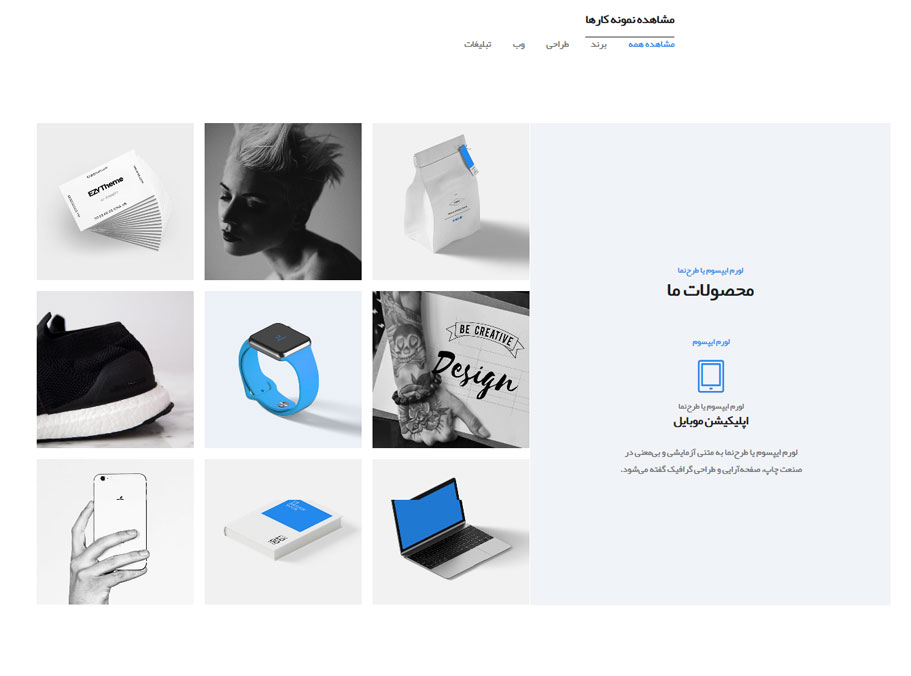 مشاهده نمونه کارها
مشاهده همه
برند
طراحی
وب
تبلیغات
لورم ایپسوم یا طرح‌نما
محصولات ما
لورم ایپسوم
لورم ایپسوم یا طرح‌نما
اپلیکیشن موبایل
لورم ایپسوم یا طرح‌نما به متنی آزمایشی و بی‌معنی در
صنعت چاپ، صفحه‌آرایی و طراحی گرافیک گفته می‌شود.
EZYTheme
BE CREATIVE
Design